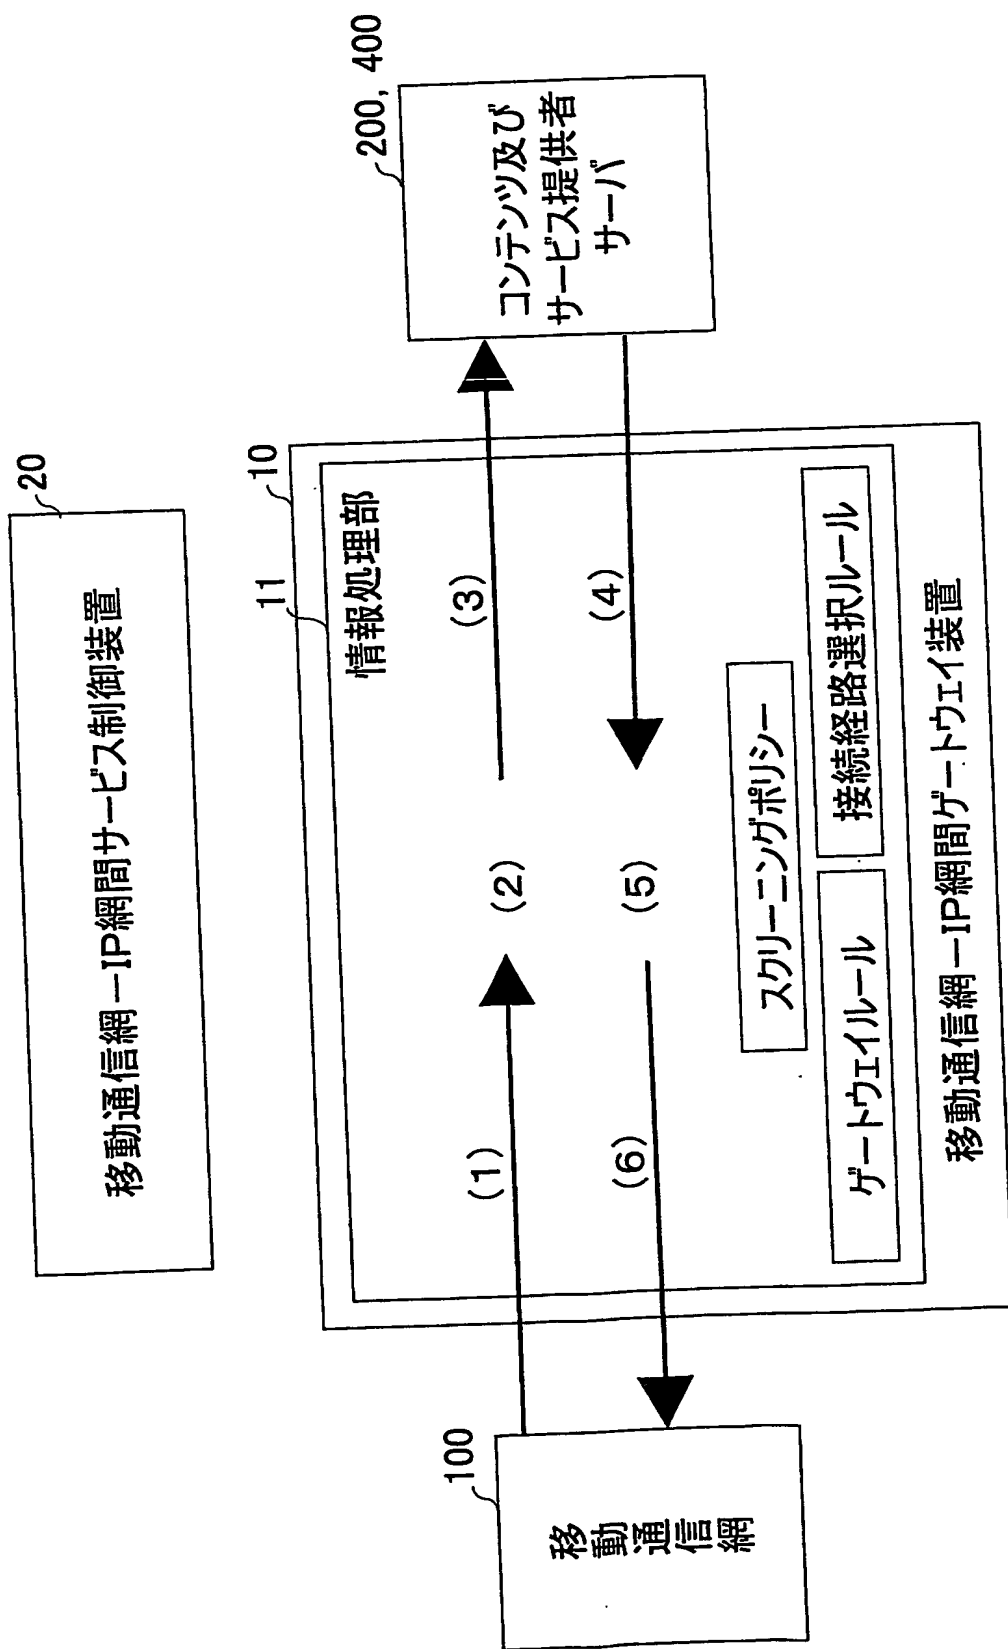 20
移動通信網－IP網間サービス制御装置
10
11
情報処理部
(1)
(2)
(3)
(4)
(5)
(6)
スクリーニングポリシー
ゲートウェイルール
接続経路選択ルール
移動通信網－IP網間ゲートウェイ装置
100
移動通信網
200, 400
コンテンツ及び
サービス提供者
サーバ